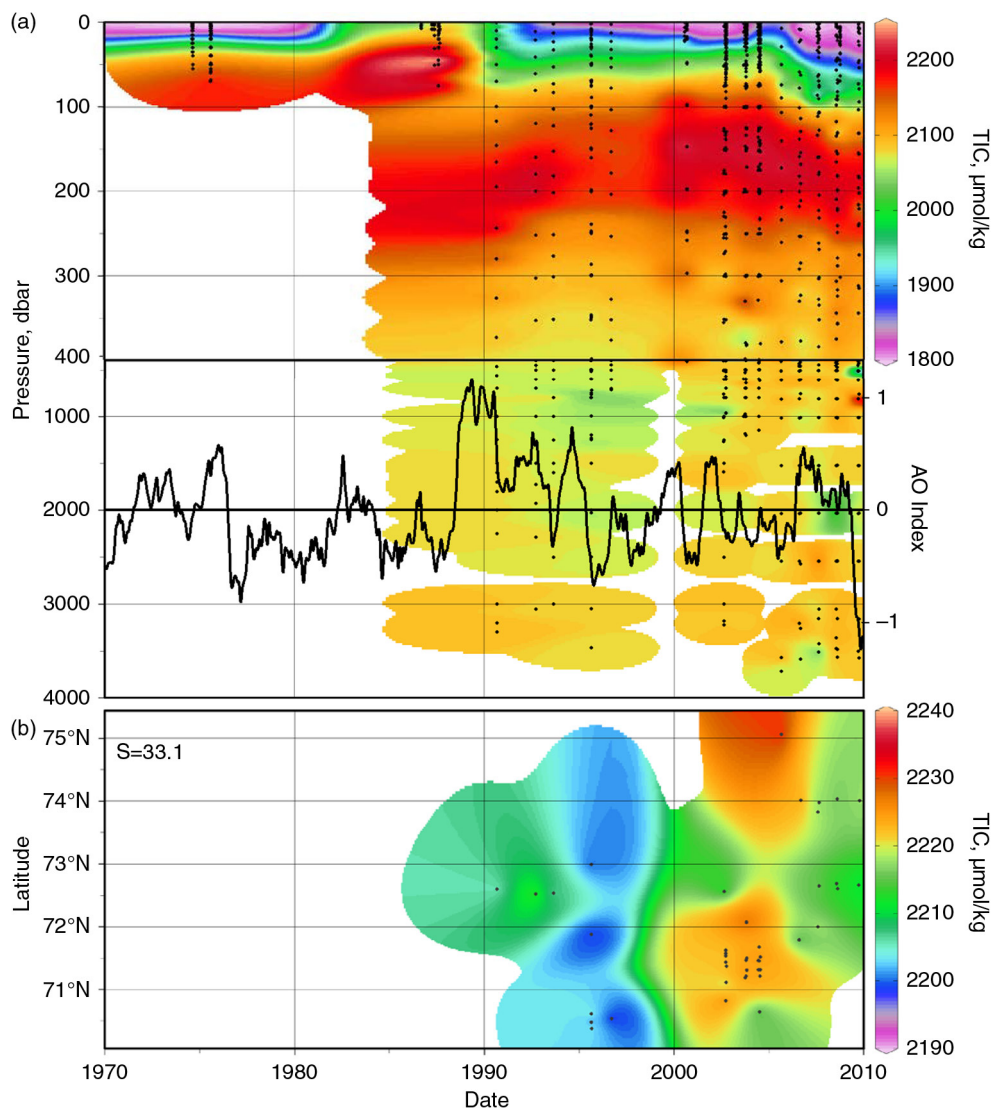 (a)
0
100
200
300
400
1000
2000
3000
4000
Pressure, dbar
2200
2100
2000
1900
1800
TIC, μmol/kg
1
0
−1
AO Index
(b)
S=33.1
75°N
74°N
73°N
72°N
71°N
Latitude
2240
2230
2220
2210
2200
2190
TIC, μmol/kg
1970 1980 1990 2000 2010
Date